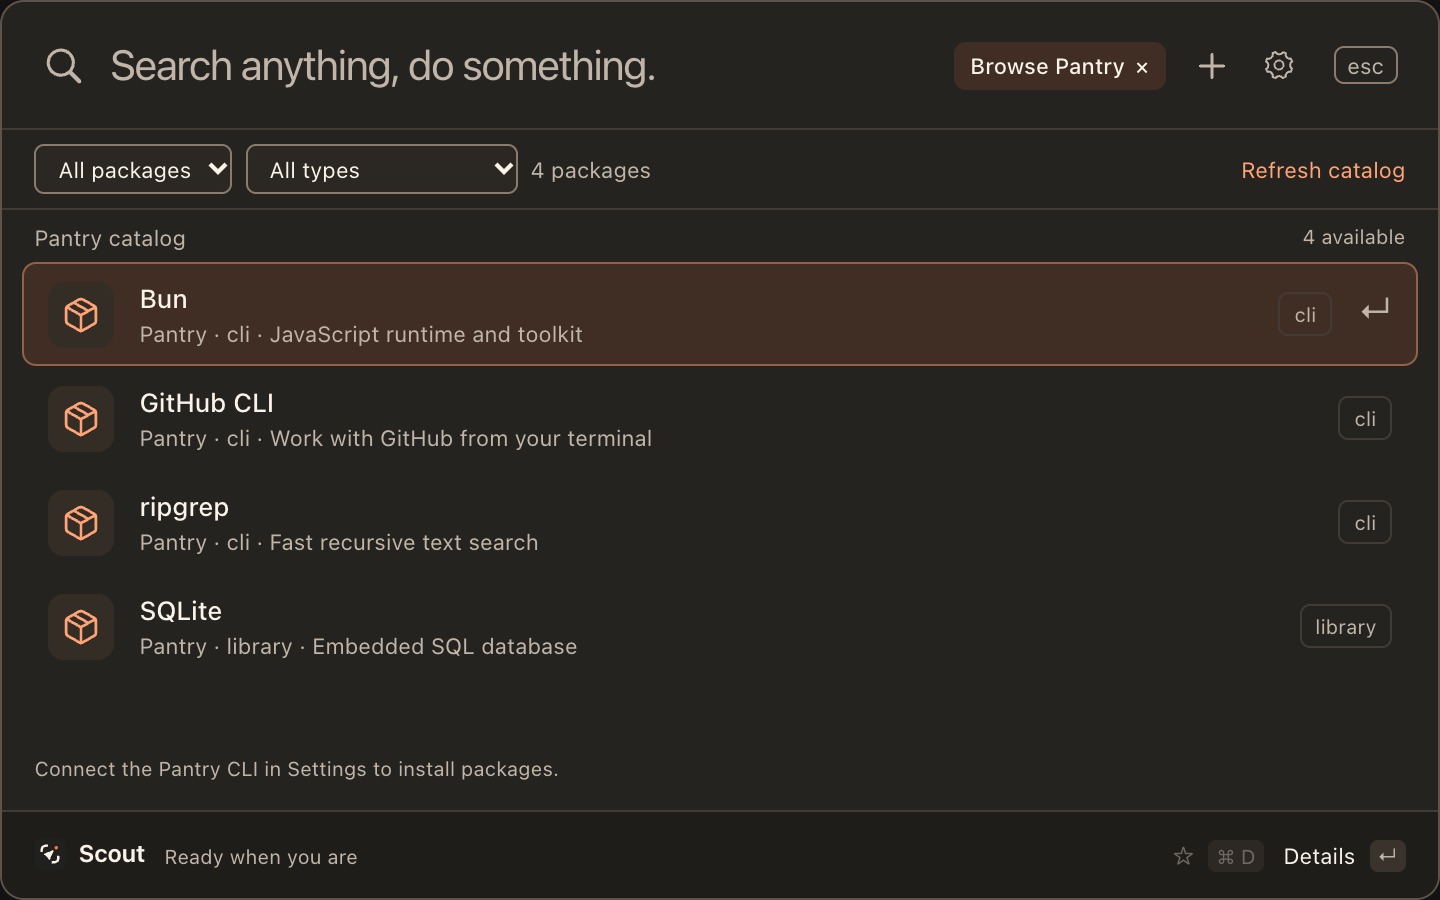 Search anything, do something.
Browse Pantry ×
esc
All packages
All types
4 packages
Refresh catalog
Pantry catalog
4 available
Bun
Pantry · cli · JavaScript runtime and toolkit
cli
GitHub CLI
Pantry · cli · Work with GitHub from your terminal
cli
ripgrep
Pantry · cli · Fast recursive text search
cli
SQLite
Pantry · library · Embedded SQL database
library
Connect the Pantry CLI in Settings to install packages.
Scout
Ready when you are
⌘ D
Details